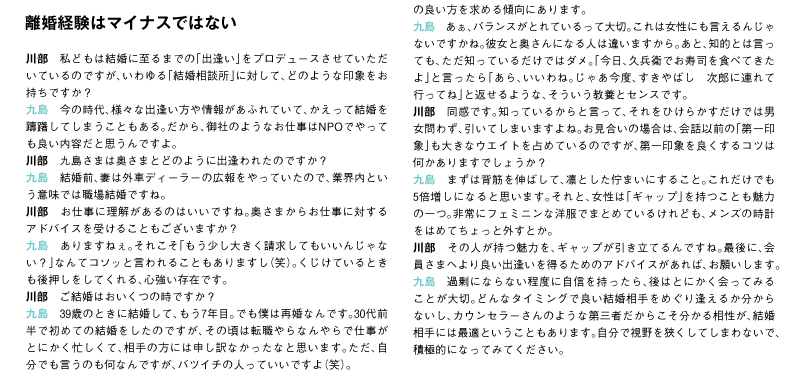 離婚経験はマイナスではない
川部　私どもは結婚に至るまでの「出逢い」をプロデュースさせていただ
いているのですが、いわゆる「結婚相談所」に対して、どのような印象をお
持ちですか？
九島　今の時代、様々な出逢い方や情報があふれていて、かえって結婚を
躊躇してしまうこともある。だから、御社のようなお仕事はNPOでやって
も良い内容だと思うんですよ。
川部　九島さまは奥さまとどのように出逢われたのですか？
九島　結婚前、妻は外車ディーラーの広報をやっていたので、業界内とい
う意味では職場結婚ですね。
川部　お仕事に理解があるのはいいですね。奥さまからお仕事に対する
アドバイスを受けることもございますか？
九島　ありますねぇ。それこそ「もう少し大きく請求してもいいんじゃな
い？」なんてコソッと言われることもありますし（笑）。くじけているとき
も後押しをしてくれる、心強い存在です。
川部　ご結婚はおいくつの時ですか？
九島　39歳のときに結婚して、もう7年目。でも僕は再婚なんです。30代前
半で初めての結婚をしたのですが、その頃は転職やらなんやらで仕事が
とにかく忙しくて、相手の方には申し訳なかったなと思います。ただ、自
分でも言うのも何なんですが、バツイチの人っていいですよ（笑）。
の良い方を求める傾向にあります。
九島　あぁ、バランスがとれているって大切。これは女性にも言えるんじゃ
ないですかね。彼女と奥さんになる人は違いますから。あと、知的とは言っ
ても、ただ知っているだけではダメ。「今日、久兵衛でお寿司を食べてきた
よ」と言ったら「あら、いいわね。じゃあ今度、すきやばし　次郎に連れて
行ってね」と返せるような、そういう教養とセンスです。
川部　同感です。知っているからと言って、それをひけらかすだけでは男
女問わず、引いてしまいますよね。お見合いの場合は、会話以前の「第一印
象」も大きなウエイトを占めているのですが、第一印象を良くするコツは
何かありますでしょうか？
九島　まずは背筋を伸ばして、凛とした佇まいにすること。これだけでも
5倍増しになると思います。それと、女性は「ギャップ」を持つことも魅力
の一つ。非常にフェミニンな洋服でまとめているけれども、メンズの時計
をはめてちょっと外すとか。
川部　その人が持つ魅力を、ギャップが引き立てるんですね。最後に、会
員さまへより良い出逢いを得るためのアドバイスがあれば、お願いします。
九島　過剰にならない程度に自信を持ったら、後はとにかく会ってみる
ことが大切。どんなタイミングで良い結婚相手をめぐり逢えるか分から
ないし、カウンセラーさんのような第三者だからこそ分かる相性が、結婚
相手には最適ということもあります。自分で視野を狭くしてしまわないで、
積極的になってみてください。